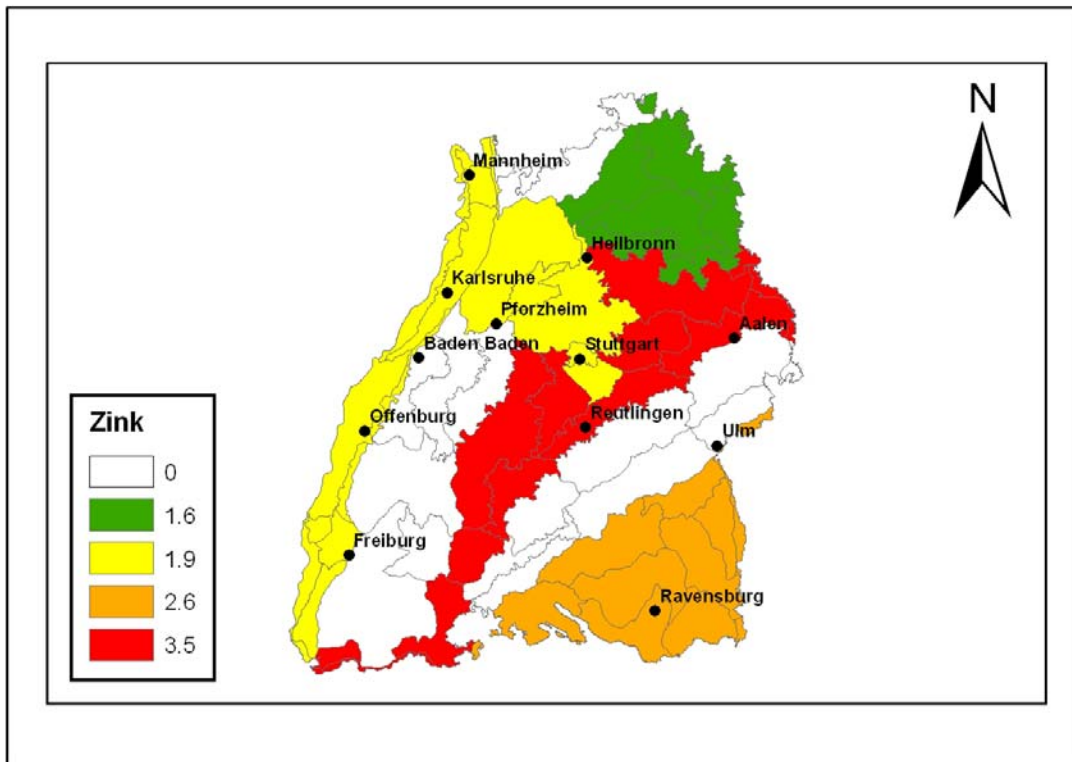 N
Mannheim
Heilbronn
Karlsruhe
Pforzheim
Aalen
Baden Baden
Stuttgart
Offenburg
Reutlingen
Ulm
Freiburg
Ravensburg
Zink
0
1.6
1.9
2.6
3.5